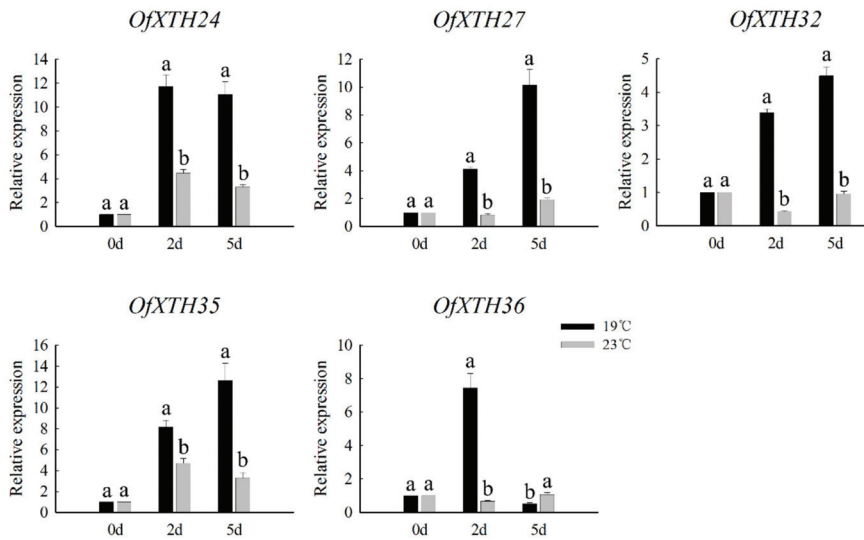 OfXTH24
Relative expression
14
12
10
8
6
4
2
0
a a
a
b
a
b
0d 2d 5d
OfXTH27
Relative expression
12
10
8
6
4
2
0
a a
a
b
a
b
0d 2d 5d
OfXTH32
Relative expression
5
4
3
2
1
0
a a
a
b
a
b
0d 2d 5d
OfXTH35
Relative expression
16
14
12
10
8
6
4
2
0
a a
a
b
a
b
0d 2d 5d
OfXTH36
Relative expression
10
8
6
4
2
0
a a
a
b
b
a
0d 2d 5d
19℃
23℃